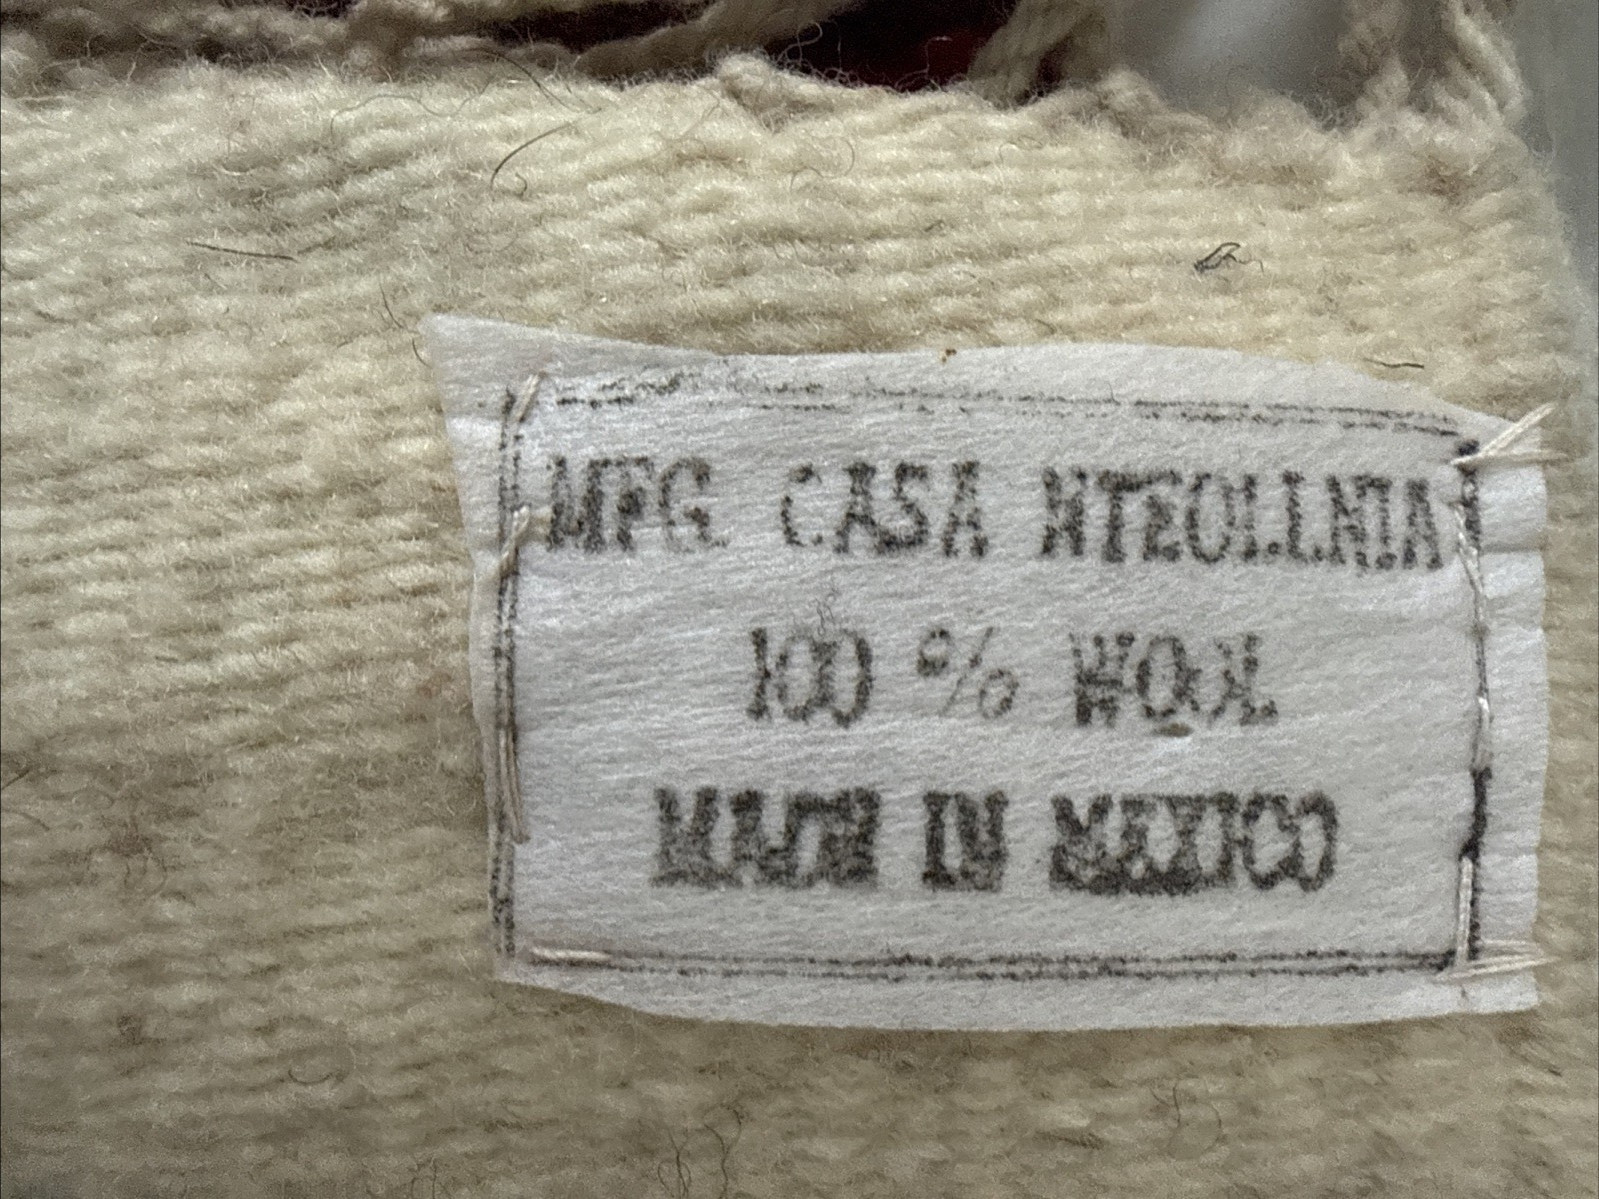 MFG. CASA
100 % WOOL
MADE IN MEXICO